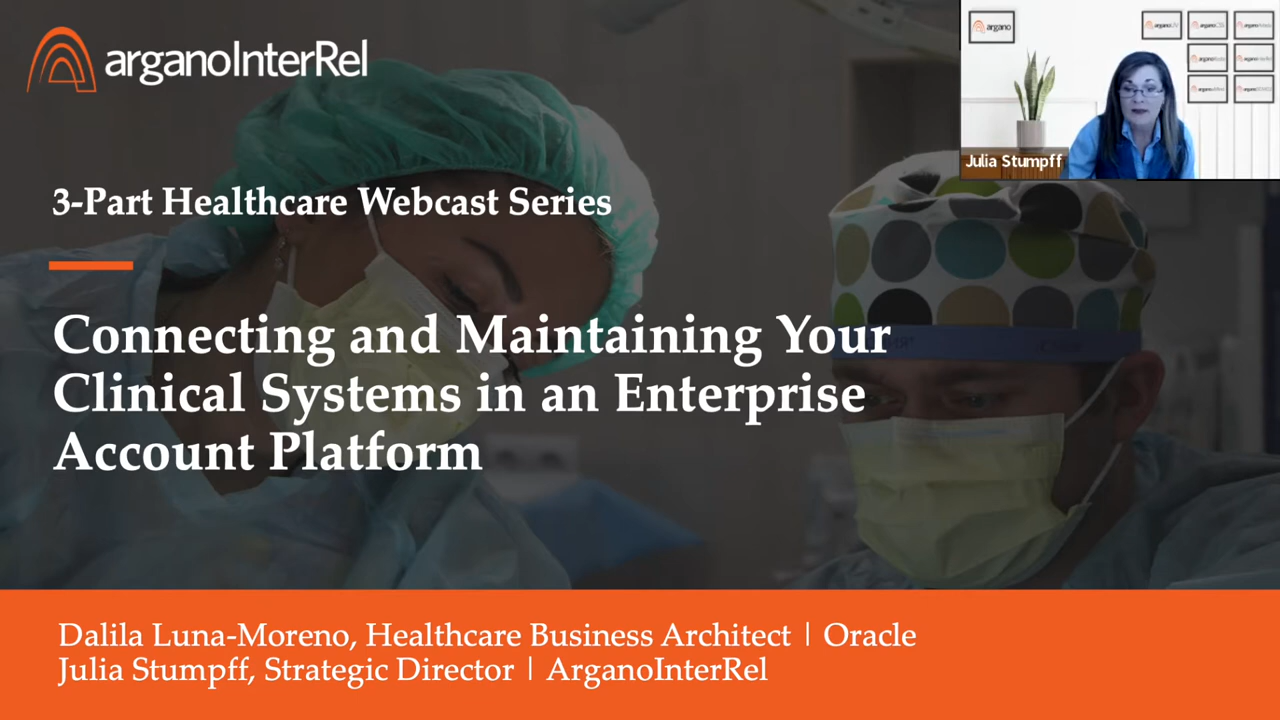 arganoInterRel
argano
Julia Stumpff
3-Part Healthcare Webcast Series
Connecting and Maintaining Your
Clinical Systems in an Enterprise
Account Platform
Dalila Luna-Moreno, Healthcare Business Architect | Oracle
Julia Stumpff, Strategic Director | ArganoInterRel